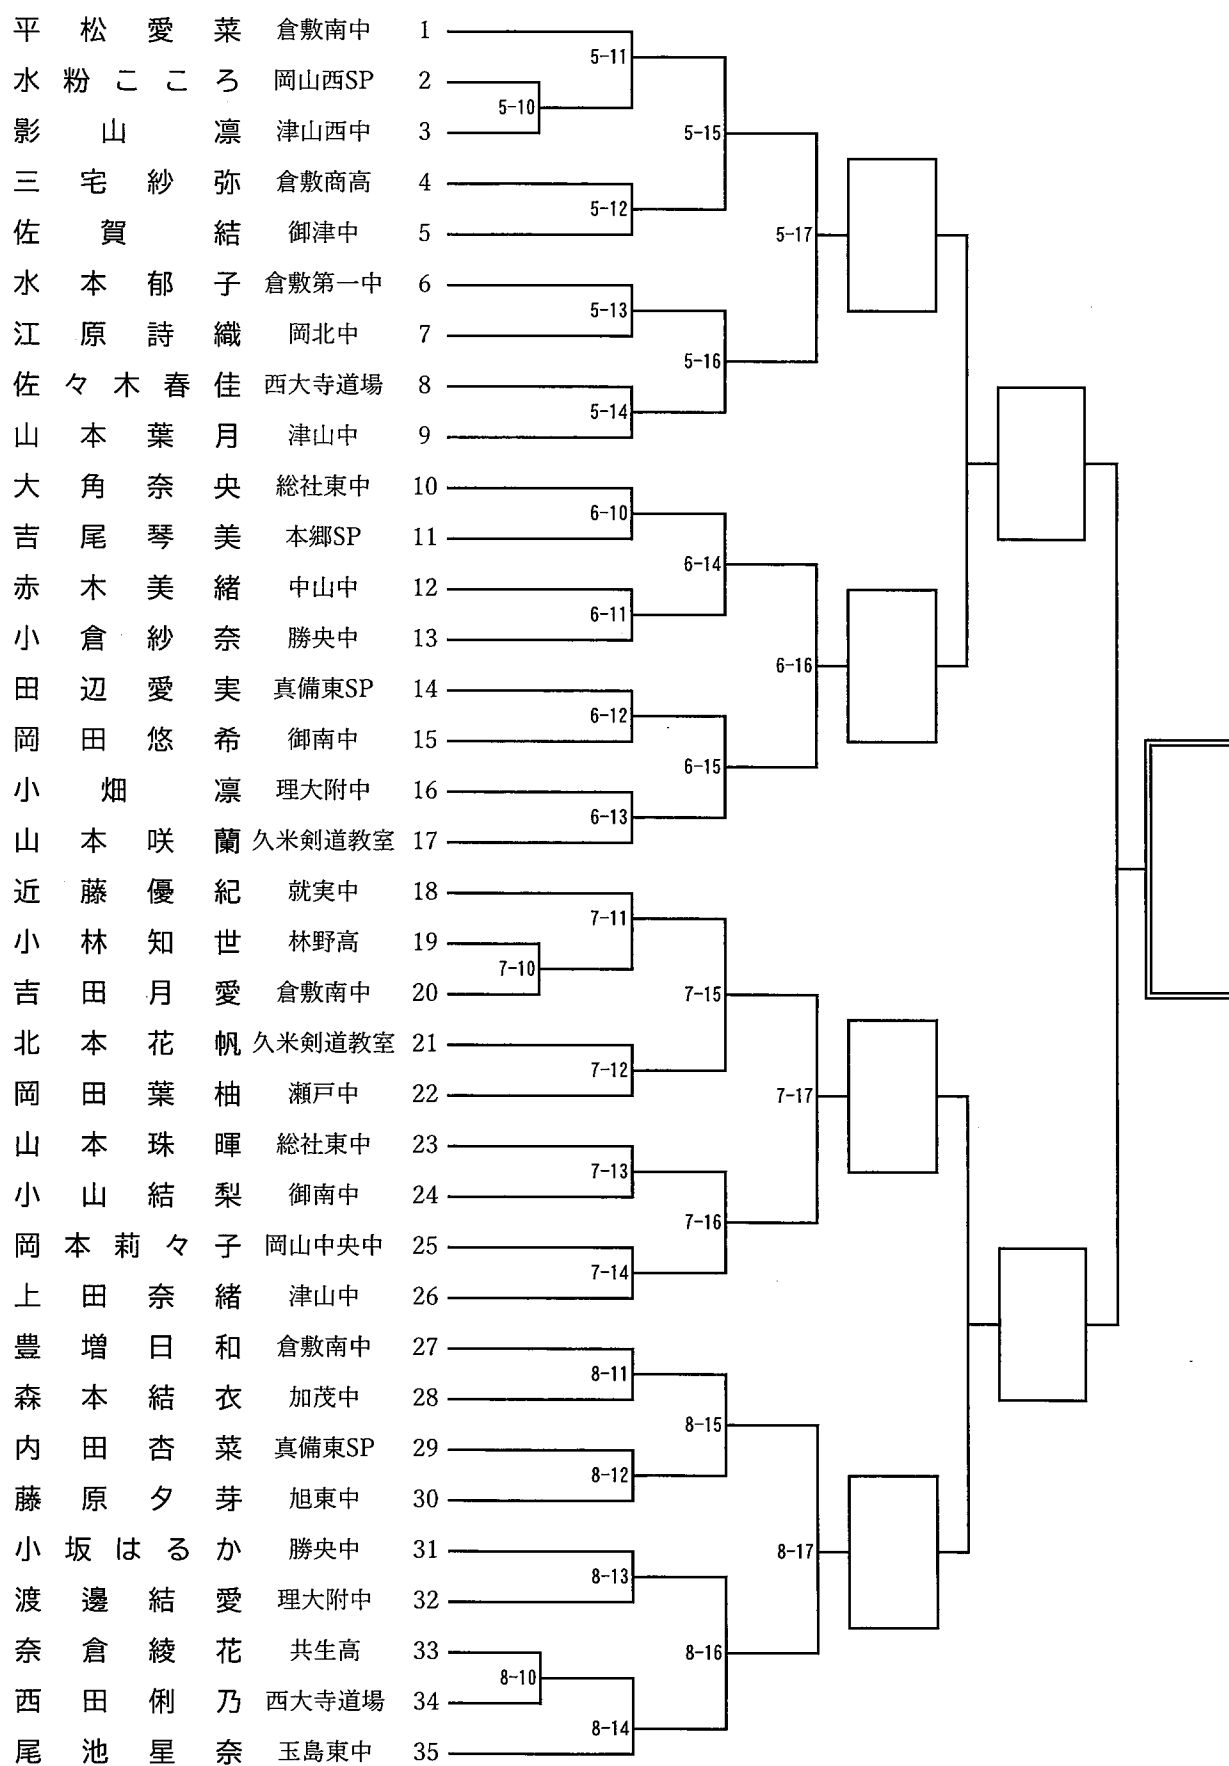 平松愛菜 倉敷南中 1
5-11
水粉こころ 岡山西SP 2
5-10
影山凛 津山西中 3
5-15
三宅紗弥 倉敷商高 4
5-12
佐賀結 御津中 5
5-17
水本郁子 倉敷第一中 6
5-13
江原詩織 岡北中 7
5-16
佐々木春佳 西大寺道場 8
5-14
山本葉月 津山中 9
大角奈央 総社東中 10
6-10
吉尾琴美 本郷SP 11
6-14
赤木美緒 中山中 12
6-11
小倉紗奈 勝央中 13
6-16
田辺愛実 真備東SP 14
6-12
岡田悠希 御南中 15
6-15
小畑凛 理大附中 16
6-13
山本咲蘭 久米剣道教室 17
近藤優紀 就実中 18
7-11
小林知世 林野高 19
7-10
吉田月愛 倉敷南中 20
7-15
北本花帆 久米剣道教室 21
7-12
岡田葉柚 瀬戸中 22
7-17
山本珠暉 総社東中 23
7-13
小山結梨 御南中 24
7-16
岡本莉々子 岡山中央中 25
7-14
上田奈緒 津山中 26
豊増日和 倉敷南中 27
8-11
森本結衣 加茂中 28
8-15
内田杏菜 真備東SP 29
8-12
藤原夕芽 旭東中 30
小坂はるか 勝央中 31
8-17
8-13
渡邊結愛 理大附中 32
奈倉綾花 共生高 33
8-16
8-10
西田俐乃 西大寺道場 34
8-14
尾池星奈 玉島東中 35